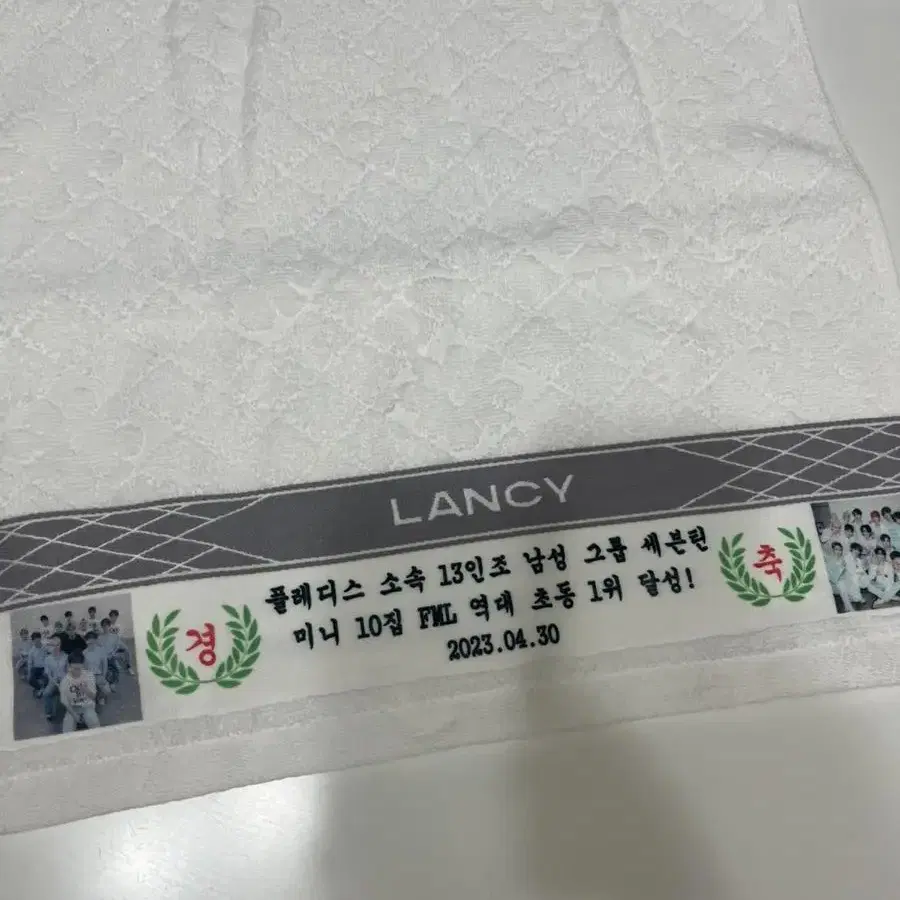 LANCY
경
플레디스 소속 13인조 남성 그룹 세븐틴
미니 10집 FML 역대 초동 1위 달성!
2023.04.30
축